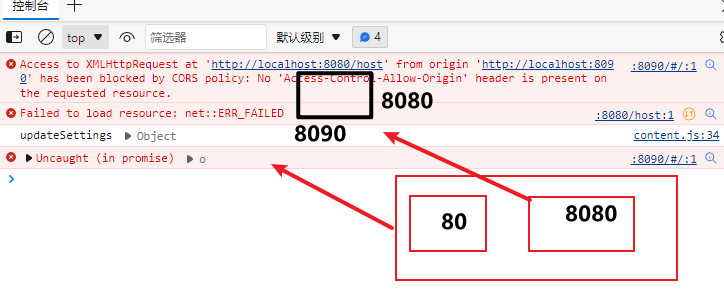 控制台
top 筛选器 默认级别 4
Access to XMLHttpRequest at 'http://localhost:8080/host' from origin 'http://localhost:809 :8090/#/:1
0' has been blocked by CORS policy: No 'Access-Control-Allow-Origin' header is present on
the requested resource.
8080
Failed to load resource: net::ERR_FAILED :8080/host:1
8090
updateSettings Object content.js:34
Uncaught (in promise) o :8090/#/:1
80 8080